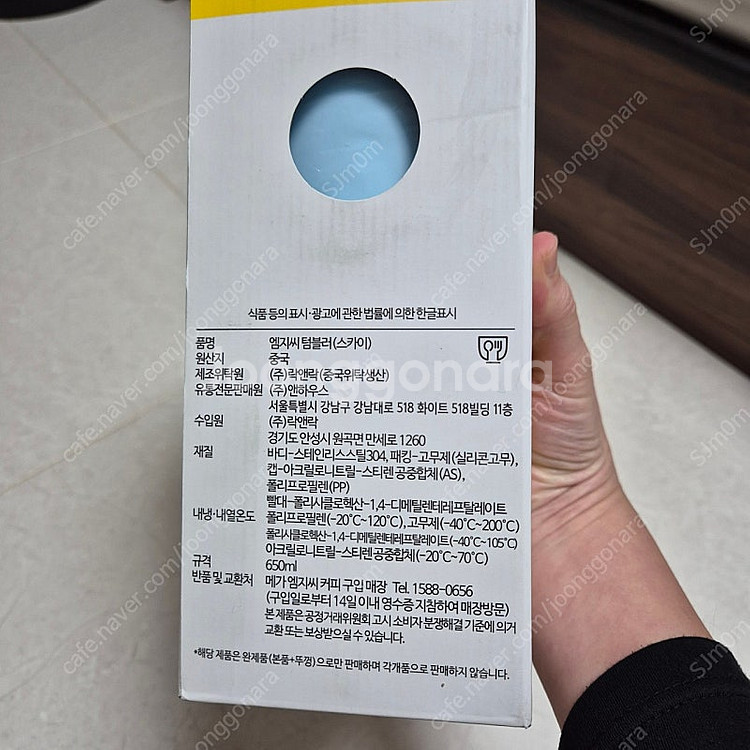 식품 등의 표시·광고에 관한 법률에 의한 한글표시
품명 엠지씨 텀블러(스카이)
원산지 중국
제조위탁원 (주)락앤락(중국위탁생산)
유통전문판매원 (주)앤하우스
서울특별시 강남구 강남대로 518 화이트 518빌딩 11층
수입원 (주)락앤락
경기도 안성시 원곡면 만세로 1260
재질 바디-스테인리스스틸304, 패킹-고무제(실리콘고무),
캡-아크릴로니트릴-스티렌 공중합체(AS),
폴리프로필렌(PP)
빨대-폴리시클로헥산-1,4-디메틸렌테레프탈레이트
내냉·내열온도 폴리프로필렌(-20˚C~120˚C), 고무제(-40˚C~200˚C)
폴리시클로헥산-1,4-디메틸렌테레프탈레이트(-40˚C~105˚C)
아크릴로니트릴-스티렌 공중합체(-20˚C~70˚C)
규격 650ml
반품 및 교환처 메가 엠지씨 커피 구입 매장 Tel. 1588-0656
(구입일로부터 14일 이내 영수증 지참하여 매장방문)
본 제품은 공정거래위원회 고시 소비자 분쟁해결 기준에 의거
교환 또는 보상받으실 수 있습니다.
*해당 제품은 완제품(본품+뚜껑)으로만 판매하며 각개품으로 판매하지 않습니다.
joonggonara
cafe.naver.com/joonggonara
SJm0m